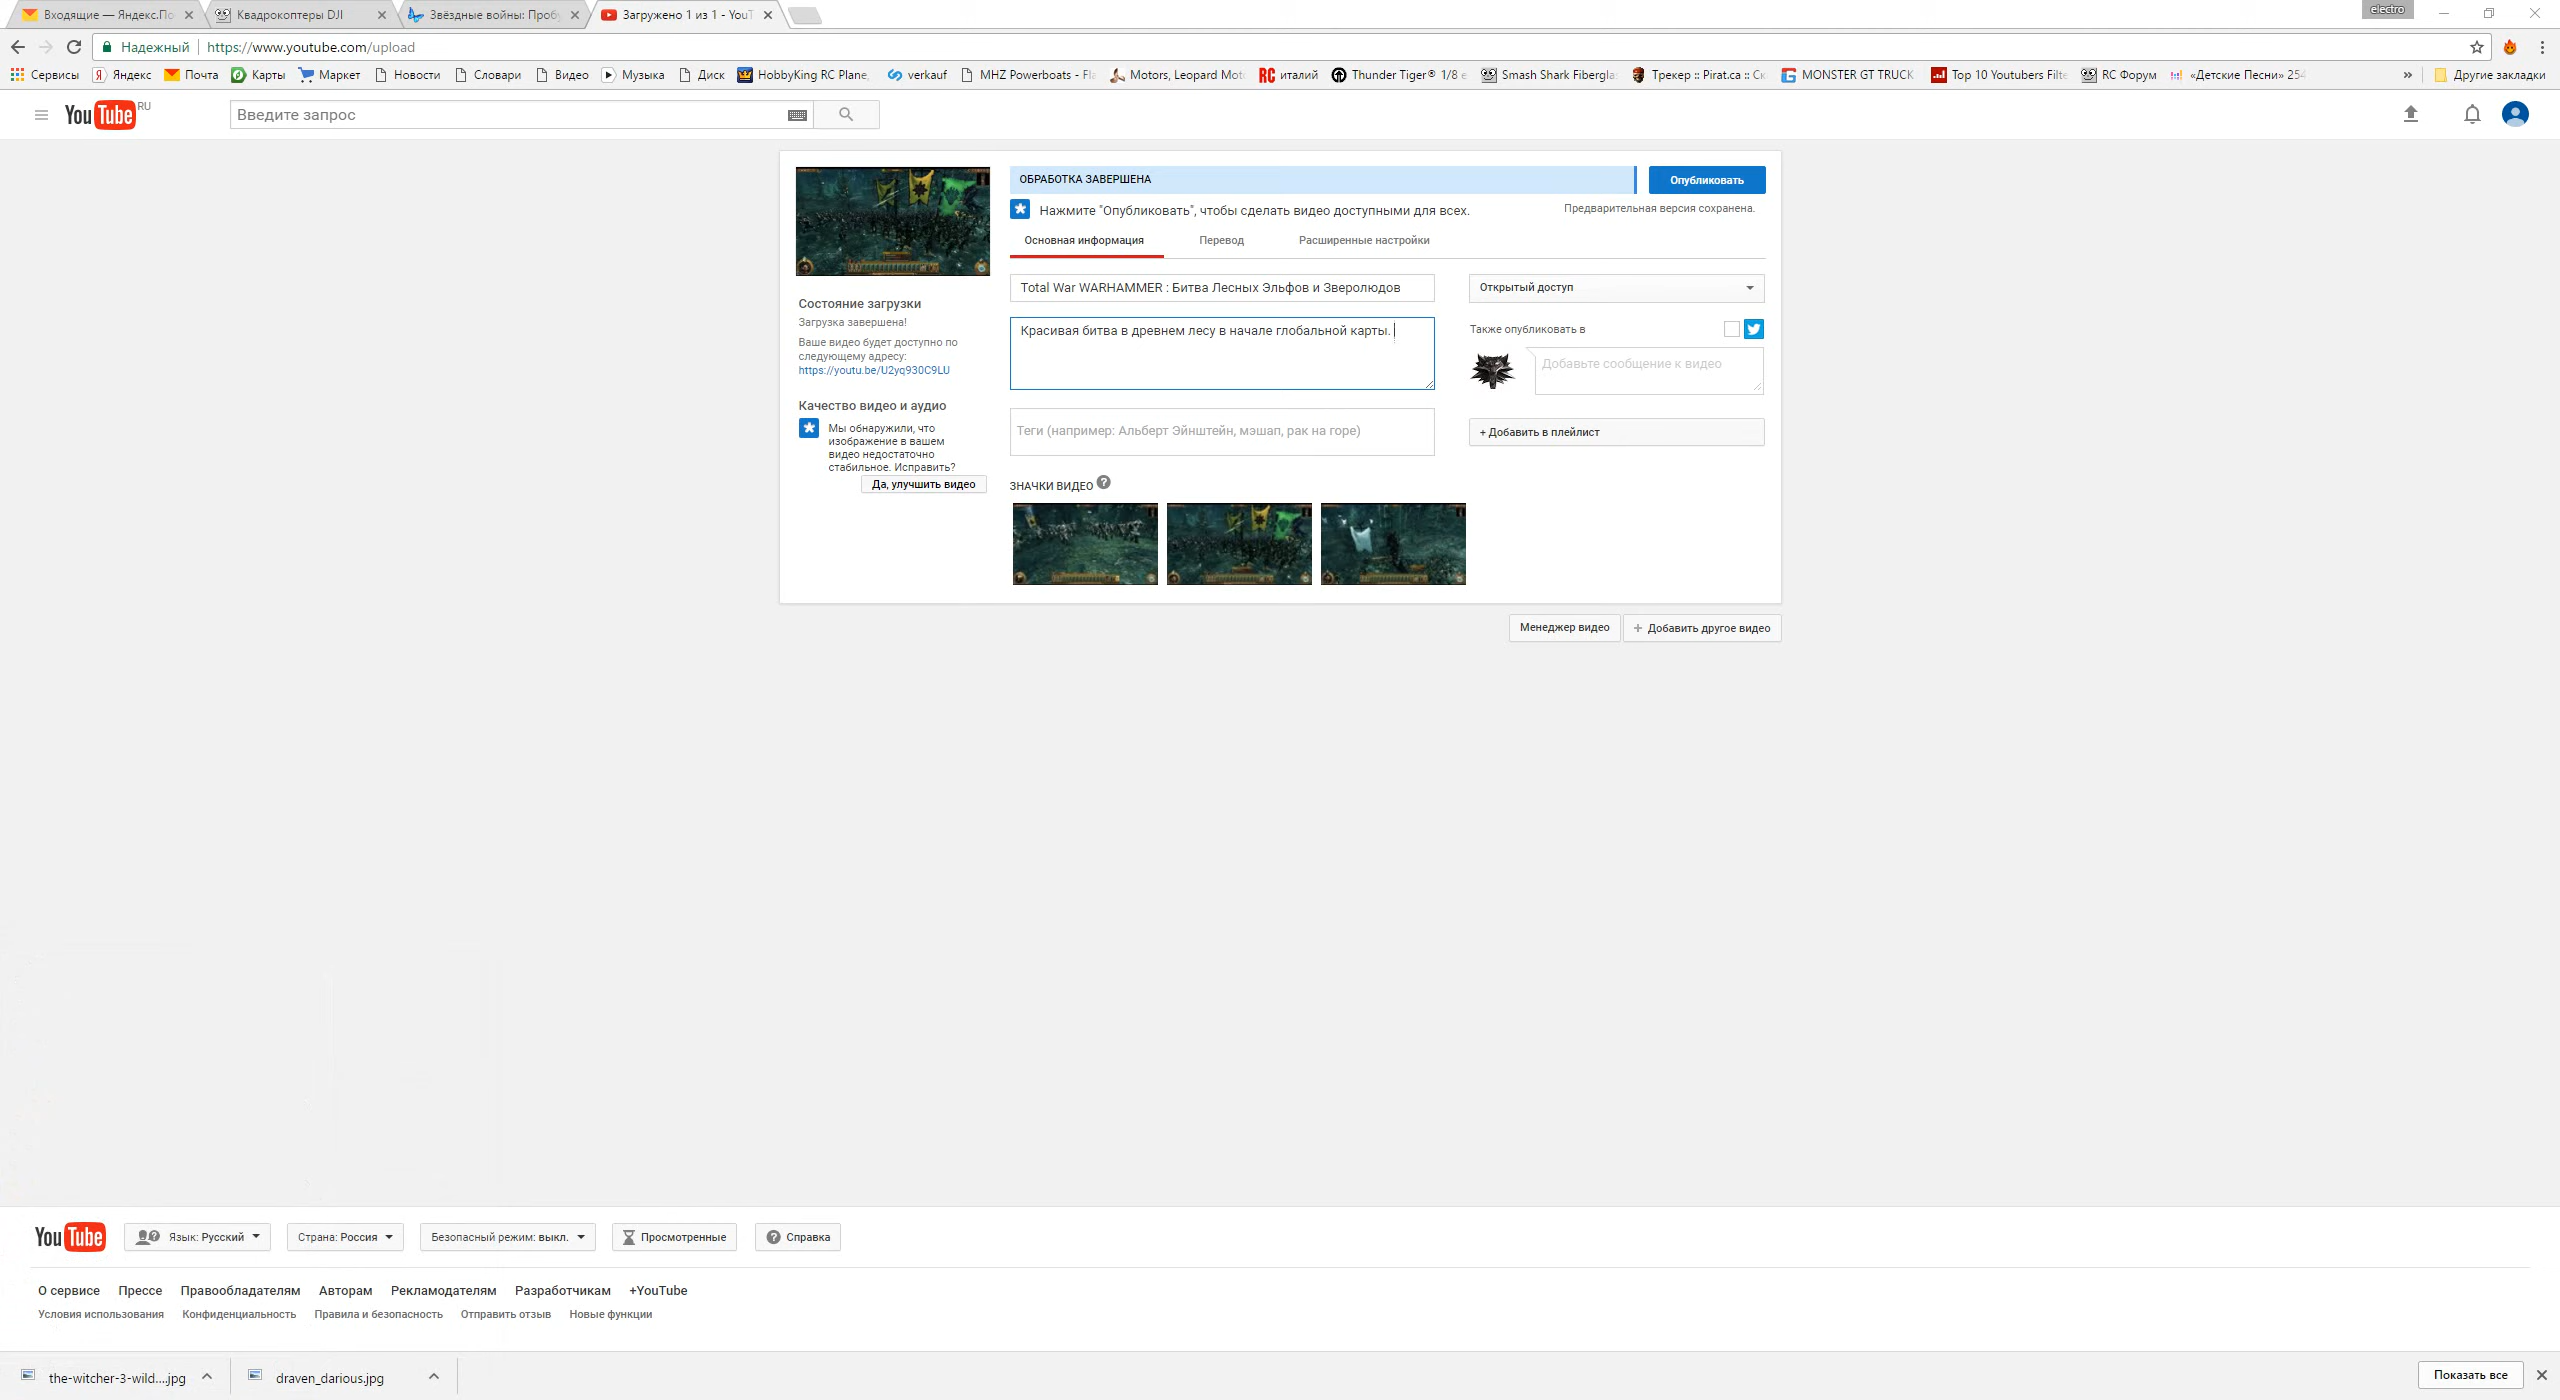 Входящие — Яндекс.По
Квадрокоптеры DJI
Звёздные войны: Проб
Загружено 1 из 1 - YouT
electro
Надежный
https://www.youtube.com/upload
Сервисы
Яндекс
Почта
Карты
Маркет
Новости
Словари
Видео
Музыка
Диск
HobbyKing RC Plane,
verkauf
MHZ Powerboats - Fla
Motors, Leopard Moto
RC италий
Thunder Tiger® 1/8 e
Smash Shark Fibergla
Трекер :: Pirat.ca :: Ск
MONSTER GT TRUCK
Top 10 Youtubers Filte
RC Форум
«Детские Песни» 254
»
Другие закладки
YouTube RU
Введите запрос
ОБРАБОТКА ЗАВЕРШЕНА
Опубликовать
Нажмите "Опубликовать", чтобы сделать видео доступными для всех.
Предварительная версия сохранена.
Основная информация
Перевод
Расширенные настройки
Total War WARHAMMER : Битва Лесных Эльфов и Зверолюдов
Открытый доступ
Состояние загрузки
Загрузка завершена!
Ваше видео будет доступно по
следующему адресу:
https://youtu.be/U2yq930C9LU
Красивая битва в древнем лесу в начале глобальной карты.
Также опубликовать в
Добавьте сообщение к видео
Качество видео и аудио
Мы обнаружили, что
изображение в вашем
видео недостаточно
стабильное. Исправить?
Да, улучшить видео
Теги (например: Альберт Эйнштейн, мэшап, рак на горе)
+ Добавить в плейлист
ЗНАЧКИ ВИДЕО ?
Менеджер видео
+ Добавить другое видео
YouTube
Язык: Русский
Страна: Россия
Безопасный режим: выкл.
Просмотренные
Справка
О сервисе
Прессе
Правообладателям
Авторам
Рекламодателям
Разработчикам
+YouTube
Условия использования
Конфиденциальность
Правила и безопасность
Отправить отзыв
Новые функции
the-witcher-3-wild....jpg
draven_darious.jpg
Показать все